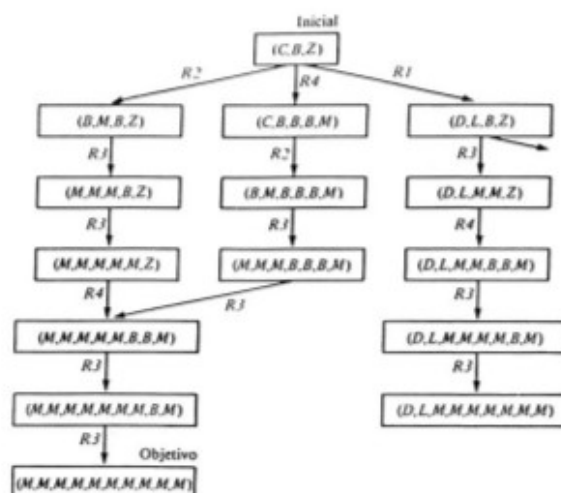 Inicial
(C,B,Z)
R2 R4 R1
(B,M,B,Z) (C,B,B,B,M) (D,L,B,Z)
R3 R2 R3
(M,M,M,B,Z) (B,M,B,B,B,M) (D,L,M,M,Z)
R3 R3 R4
(M,M,M,M,M,Z) (M,M,M,B,B,B,M) (D,L,M,M,B,B,M)
R4 R3 R3
(M,M,M,M,M,B,B,M) (D,L,M,M,M,M,B,M)
R3 R3
(M,M,M,M,M,M,M,B,M) (D,L,M,M,M,M,M,M,M)
R3 Objetivo
(M,M,M,M,M,M,M,M,M,M)